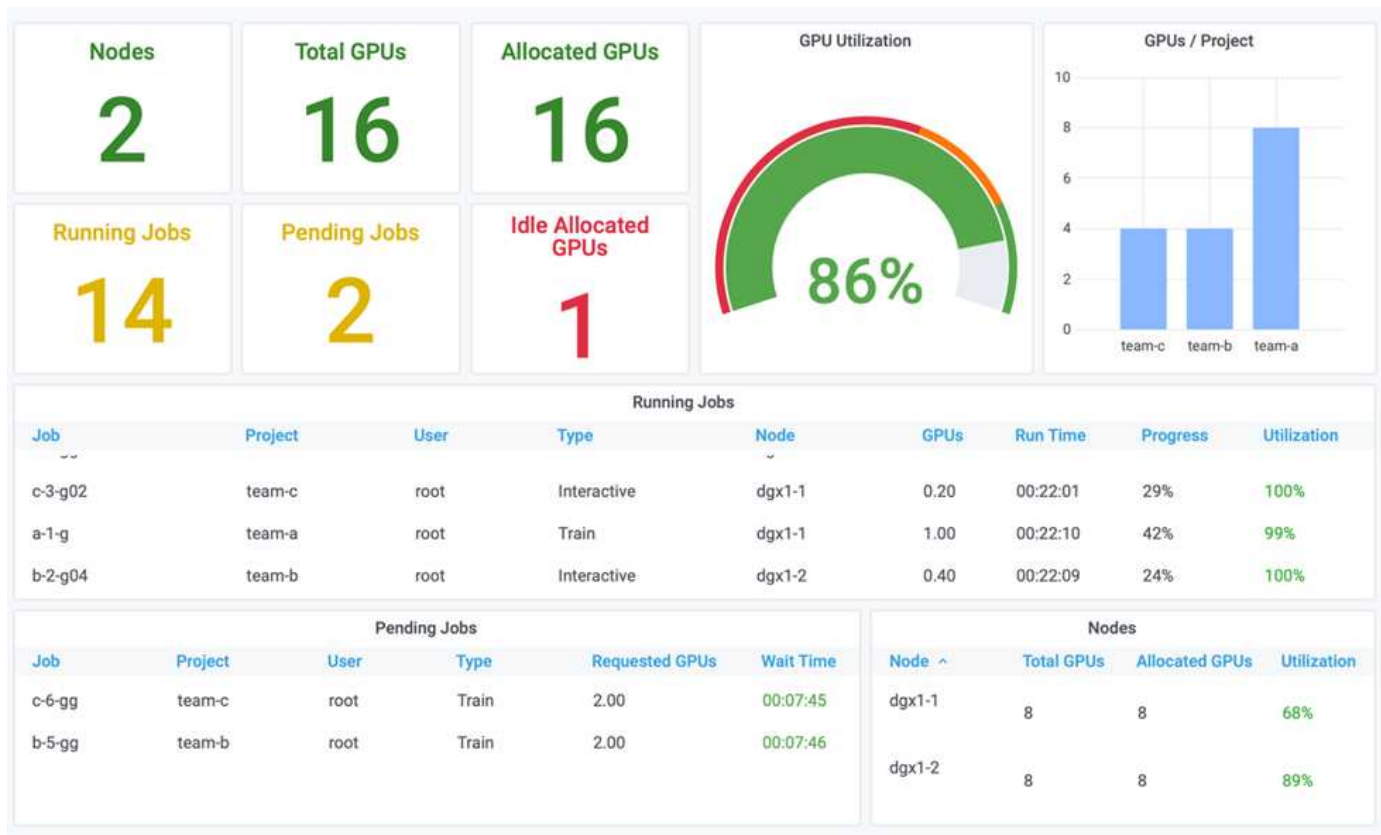 Nodes
2
Total GPUs
16
Allocated GPUs
16
Running Jobs
14
Pending Jobs
2
Idle Allocated
GPUs
1
GPU Utilization
86%
GPUs / Project
10
8
6
4
2
0
team-c team-b team-a
Running Jobs
Job Project User Type Node GPUs Run Time Progress Utilization
c-3-g02 team-c root Interactive dgx1-1 0.20 00:22:01 29% 100%
a-1-g team-a root Train dgx1-1 1.00 00:22:10 42% 99%
b-2-g04 team-b root Interactive dgx1-2 0.40 00:22:09 24% 100%
Pending Jobs
Job Project User Type Requested GPUs Wait Time
c-6-gg team-c root Train 2.00 00:07:45
b-5-gg team-b root Train 2.00 00:07:46
Nodes
Node Total GPUs Allocated GPUs Utilization
dgx1-1 8 8 68%
dgx1-2 8 8 89%